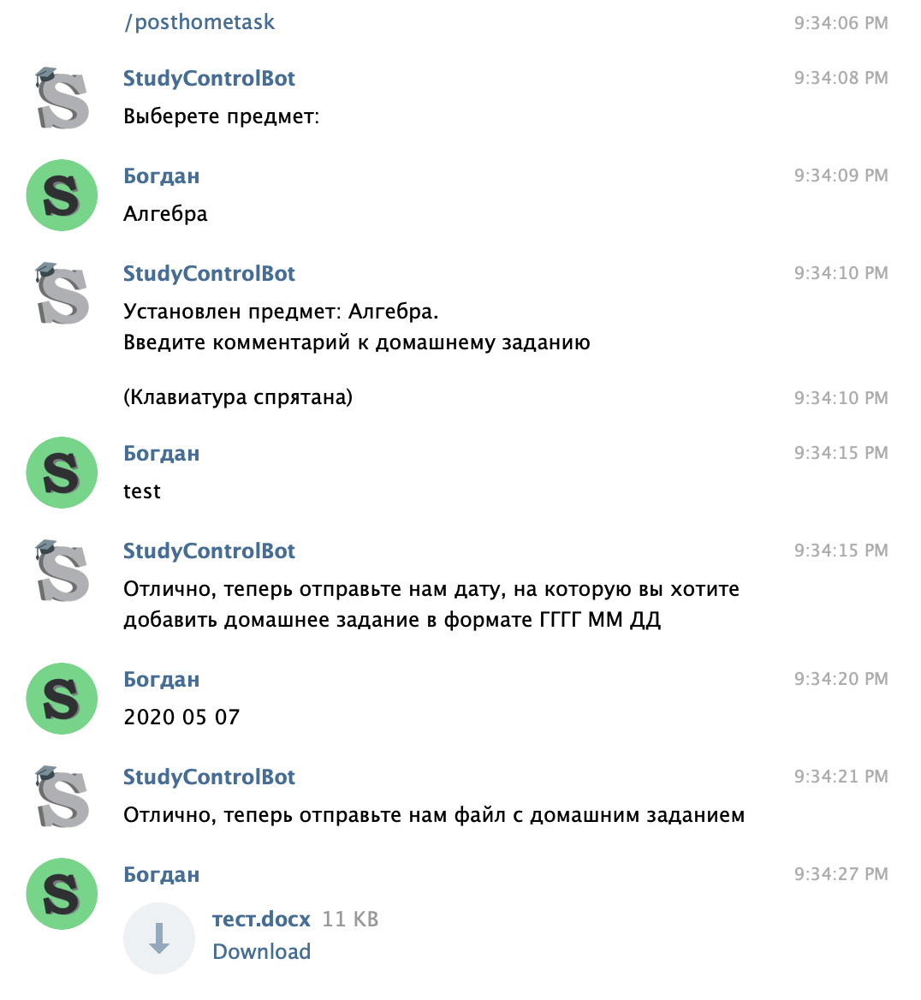 /posthometask
9:34:06 PM
StudyControlBot
9:34:08 PM
Выберете предмет:
Богдан
9:34:09 PM
Алгебра
StudyControlBot
9:34:10 PM
Установлен предмет: Алгебра.
Введите комментарий к домашнему заданию
(Клавиатура спрятана)
9:34:10 PM
Богдан
9:34:15 PM
test
StudyControlBot
9:34:15 PM
Отлично, теперь отправьте нам дату, на которую вы хотите
добавить домашнее задание в формате ГГГГ ММ ДД
Богдан
9:34:20 PM
2020 05 07
StudyControlBot
9:34:21 PM
Отлично, теперь отправьте нам файл с домашним заданием
Богдан
9:34:27 PM
тест.docx 11 KB
Download